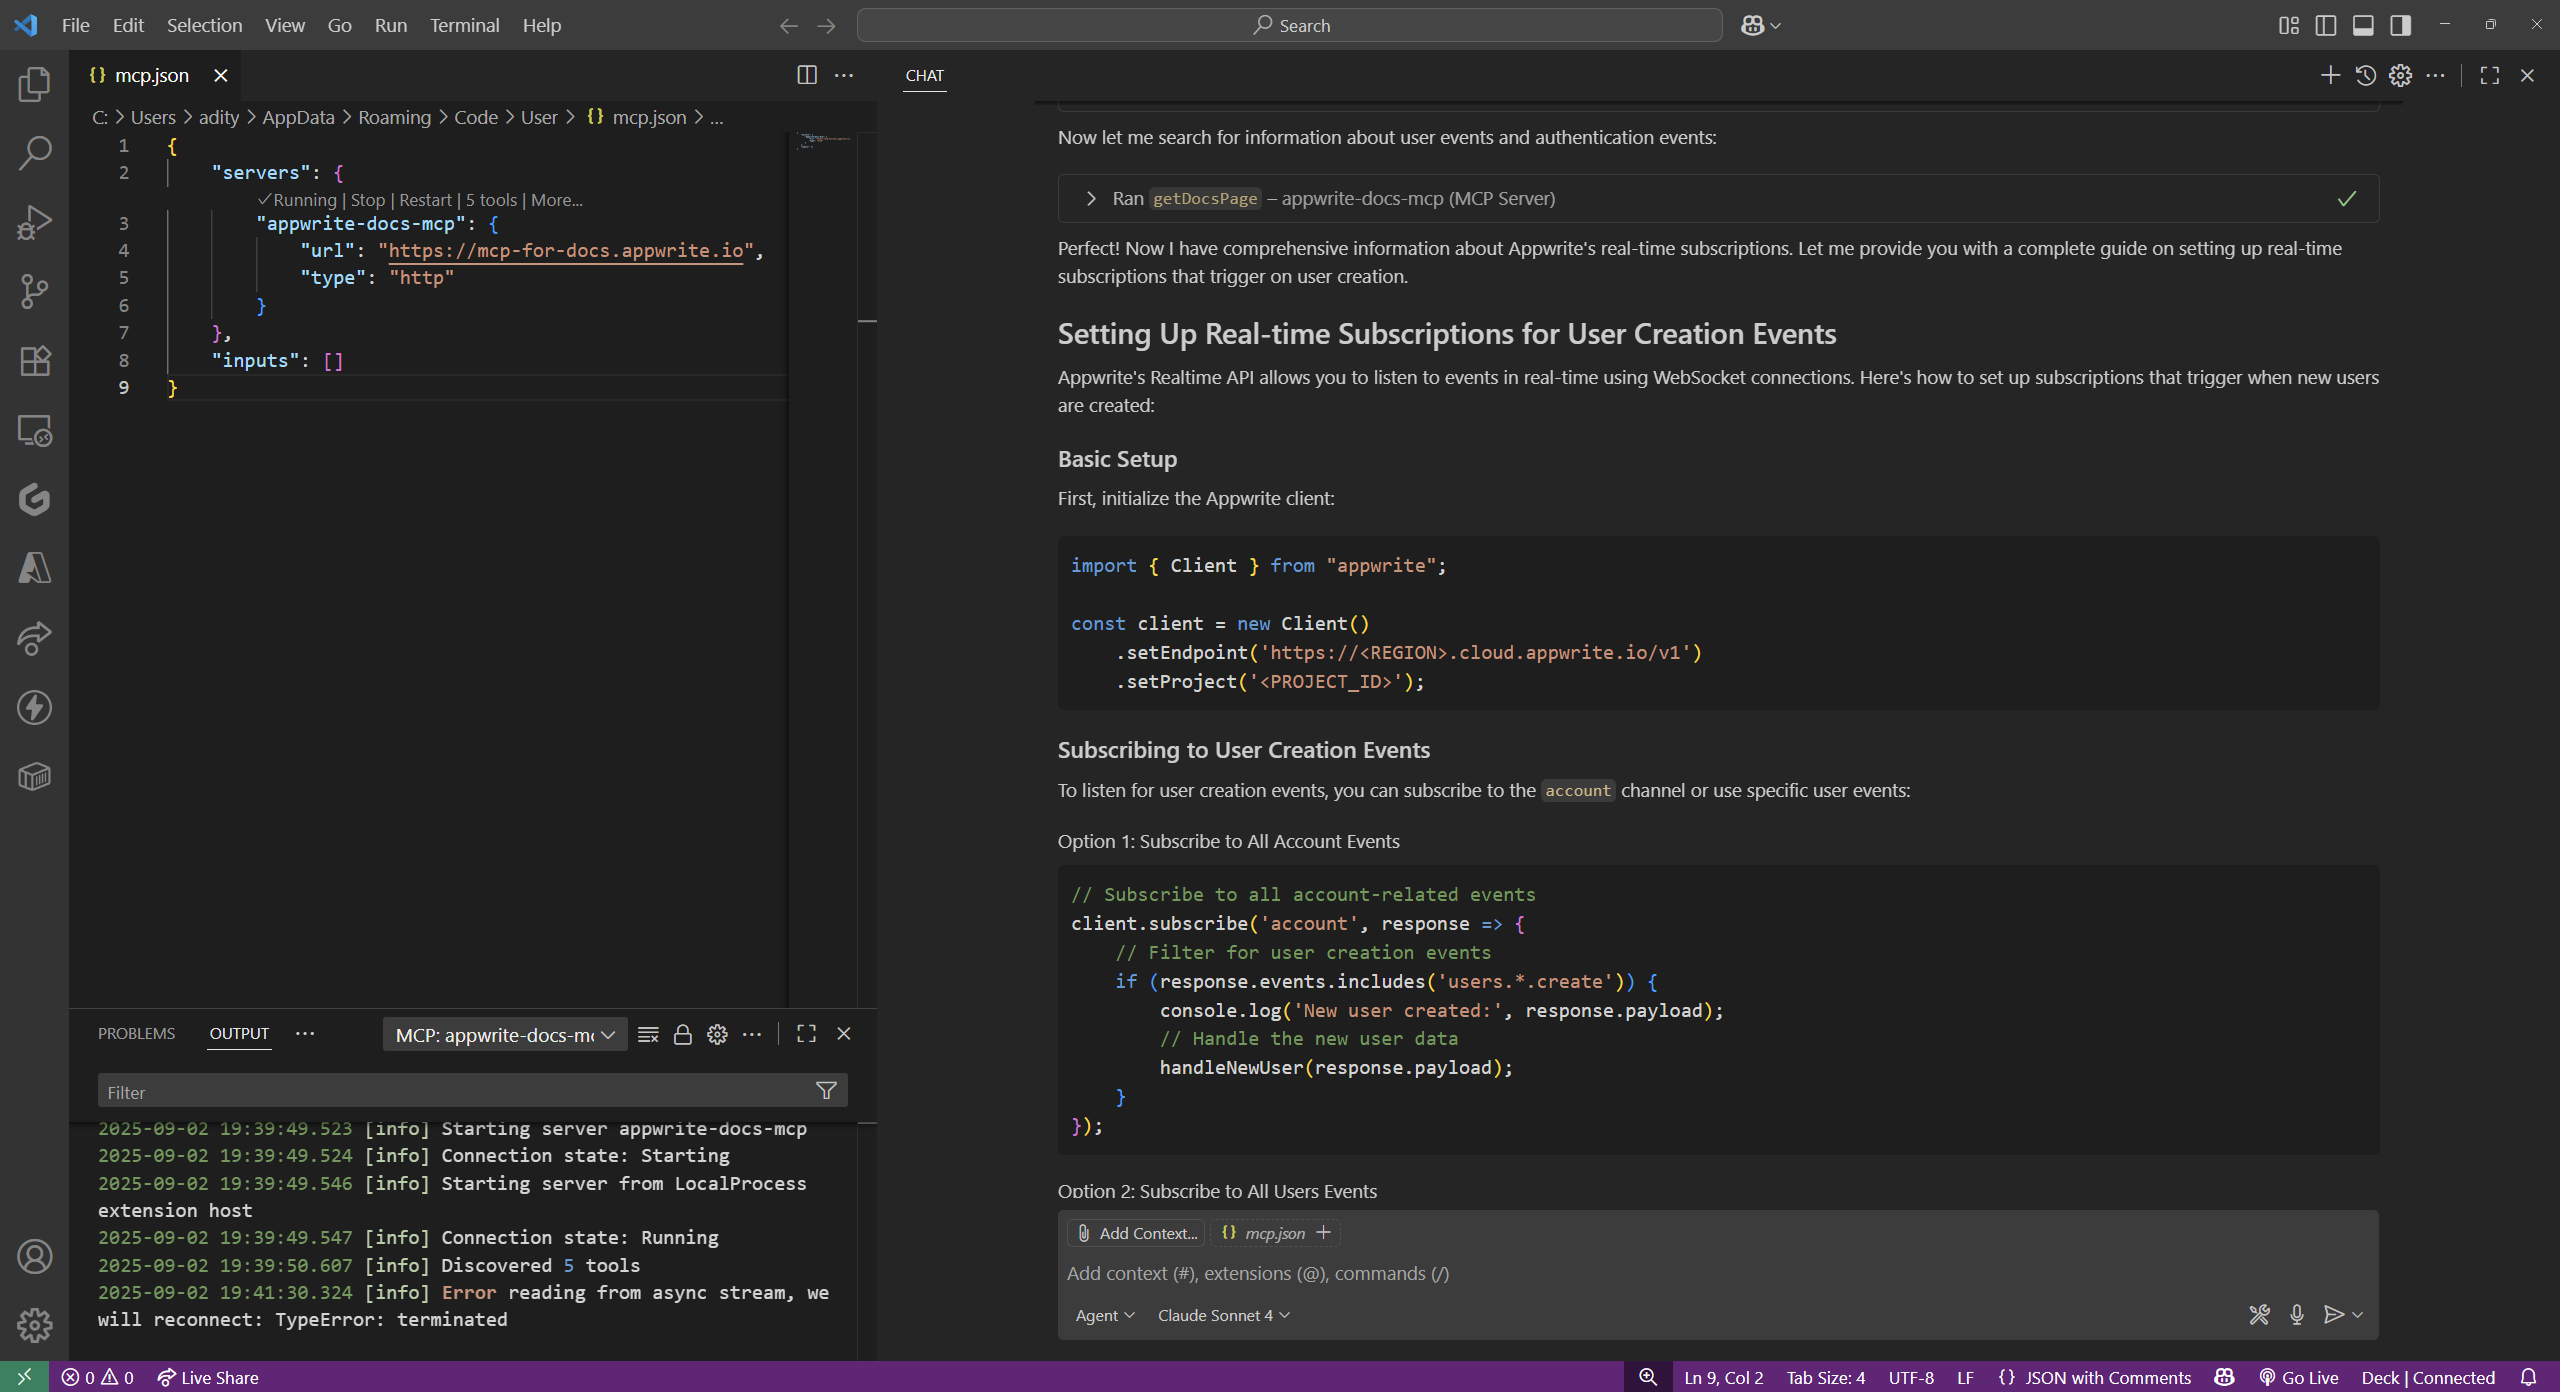 File Edit Selection View Go Run Terminal Help
Search
mcp.json
C: > Users > adity > AppData > Roaming > Code > User > {} mcp.json > ...
1 {
2 "servers": {
✓Running | Stop | Restart | 5 tools | More...
3 "appwrite-docs-mcp": {
4 "url": "https://mcp-for-docs.appwrite.io",
5 "type": "http"
6 }
7 },
8 "inputs": []
9 }
PROBLEMS OUTPUT ...
MCP: appwrite-docs-mc
Filter
2025-09-02 19:39:49.523 [info] Starting server appwrite-docs-mcp
2025-09-02 19:39:49.524 [info] Connection state: Starting
2025-09-02 19:39:49.546 [info] Starting server from LocalProcess
extension host
2025-09-02 19:39:49.547 [info] Connection state: Running
2025-09-02 19:39:50.607 [info] Discovered 5 tools
2025-09-02 19:41:30.324 [info] Error reading from async stream, we
will reconnect: TypeError: terminated
CHAT
Now let me search for information about user events and authentication events:
Ran getDocsPage – appwrite-docs-mcp (MCP Server)
Perfect! Now I have comprehensive information about Appwrite's real-time subscriptions. Let me provide you with a complete guide on setting up real-time
subscriptions that trigger on user creation.
Setting Up Real-time Subscriptions for User Creation Events
Appwrite's Realtime API allows you to listen to events in real-time using WebSocket connections. Here's how to set up subscriptions that trigger when new users
are created:
Basic Setup
First, initialize the Appwrite client:
import { Client } from "appwrite";
const client = new Client()
.setEndpoint('https://<REGION>.cloud.appwrite.io/v1')
.setProject('<PROJECT_ID>');
Subscribing to User Creation Events
To listen for user creation events, you can subscribe to the account channel or use specific user events:
Option 1: Subscribe to All Account Events
// Subscribe to all account-related events
client.subscribe('account', response => {
// Filter for user creation events
if (response.events.includes('users.*.create')) {
console.log('New user created:', response.payload);
// Handle the new user data
handleNewUser(response.payload);
}
});
Option 2: Subscribe to All Users Events
Add Context... {} mcp.json +
Add context (#), extensions (@), commands (/)
Agent Claude Sonnet 4
0 0 Live Share
Ln 9, Col 2 Tab Size: 4 UTF-8 LF {} JSON with Comments Go Live Deck | Connected